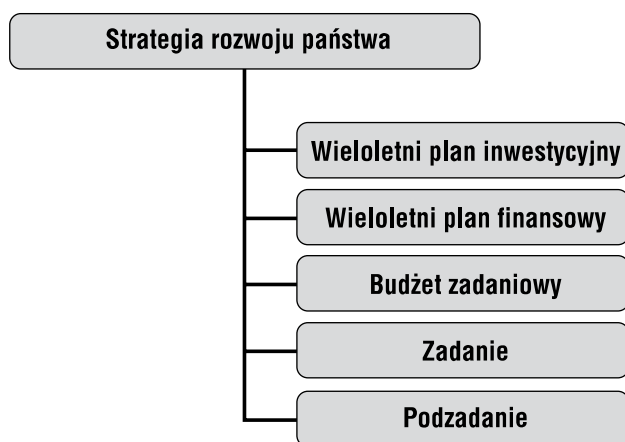 Strategia rozwoju państwa
Wieloletni plan inwestycyjny
Wieloletni plan finansowy
Budżet zadaniowy
Zadanie
Podzadanie